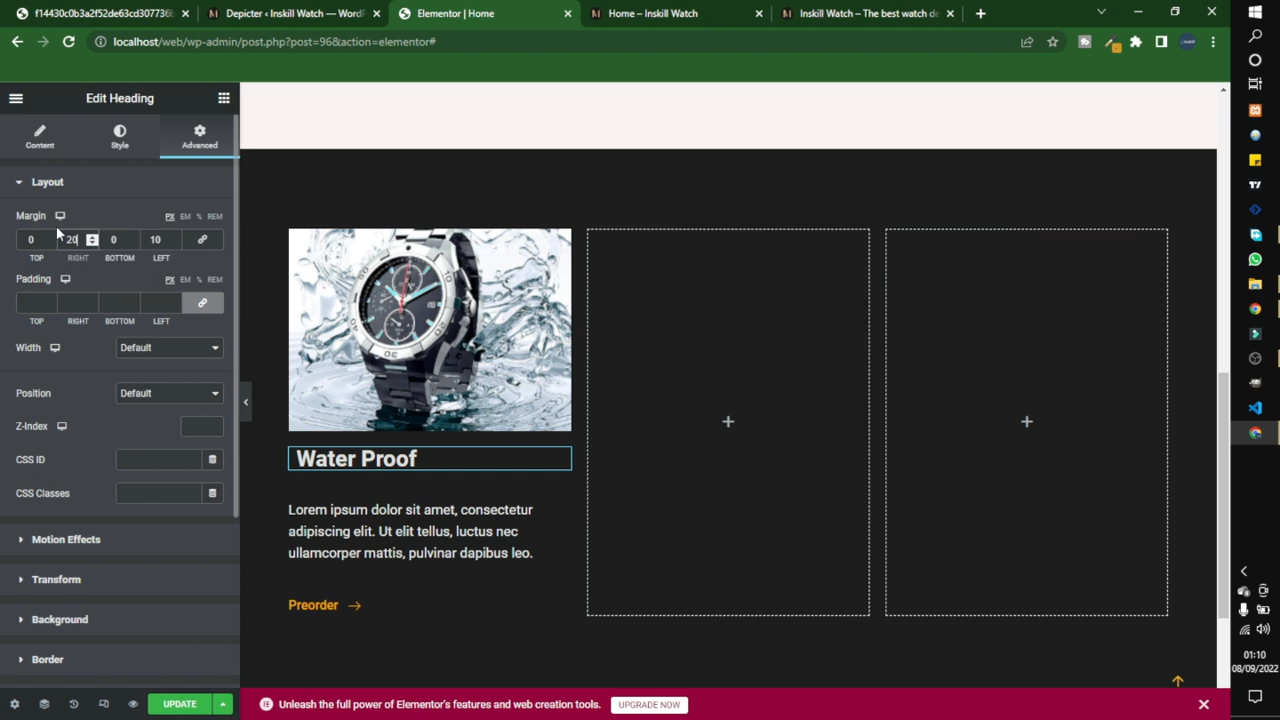 f14430c0b3a2f52de63cd307736b
Depicter ‹ Inskill Watch — WordPr
Elementor | Home
Home – Inskill Watch
Inskill Watch – The best watch de
localhost/web/wp-admin/post.php?post=96&action=elementor#
Edit Heading
Content
Style
Advanced
Layout
Margin
PX EM % REM
0 20 0 10
TOP RIGHT BOTTOM LEFT
Padding
PX EM % REM
TOP RIGHT BOTTOM LEFT
Width
Default
Position
Default
Z-Index
CSS ID
CSS Classes
Motion Effects
Transform
Background
Border
UPDATE
Water Proof
Lorem ipsum dolor sit amet, consectetur
adipiscing elit. Ut elit tellus, luctus nec
ullamcorper mattis, pulvinar dapibus leo.
Preorder
Unleash the full power of Elementor's features and web creation tools.
UPGRADE NOW
01:10
08/09/2022